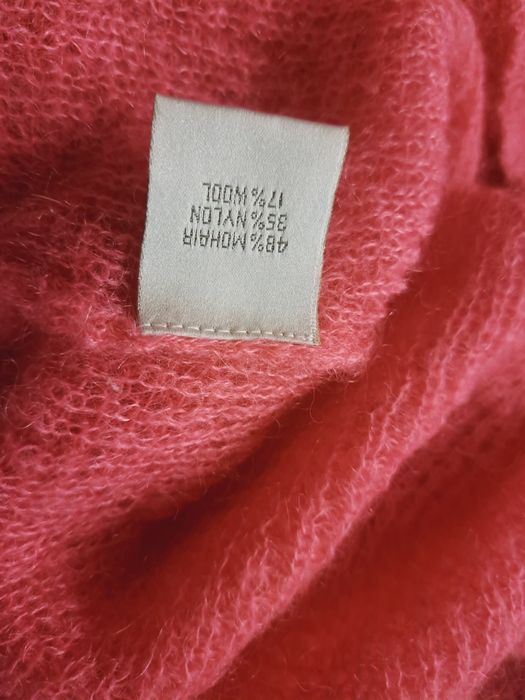 48% MOHAIR
35% NYLON
17% WOOL